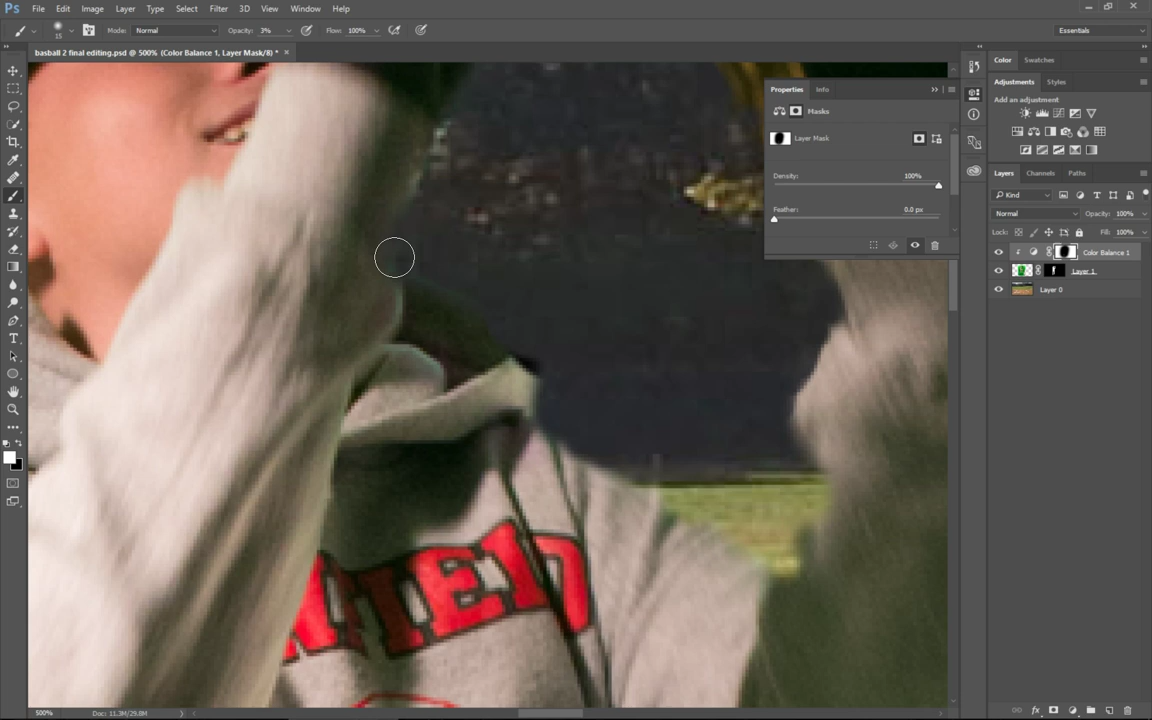 Ps File Edit Image Layer Type Select Filter 3D View Window Help
15 Mode: Normal Opacity: 3% Flow: 100% Essentials
basball 2 final editing.psd @ 500% (Color Balance 1, Layer Mask/8) * ×
Color Swatches
Properties Info
Adjustments Styles
Add an adjustment
Masks
Layer Mask
Density: 100%
Layers Channels Paths
Kind
Feather: 0.0 px
Normal Opacity: 100%
Lock: Fill: 100%
Color Balance 1
Layer 1
Layer 0
T
FIELD
500% Doc: 11.3M/29.8M
fx